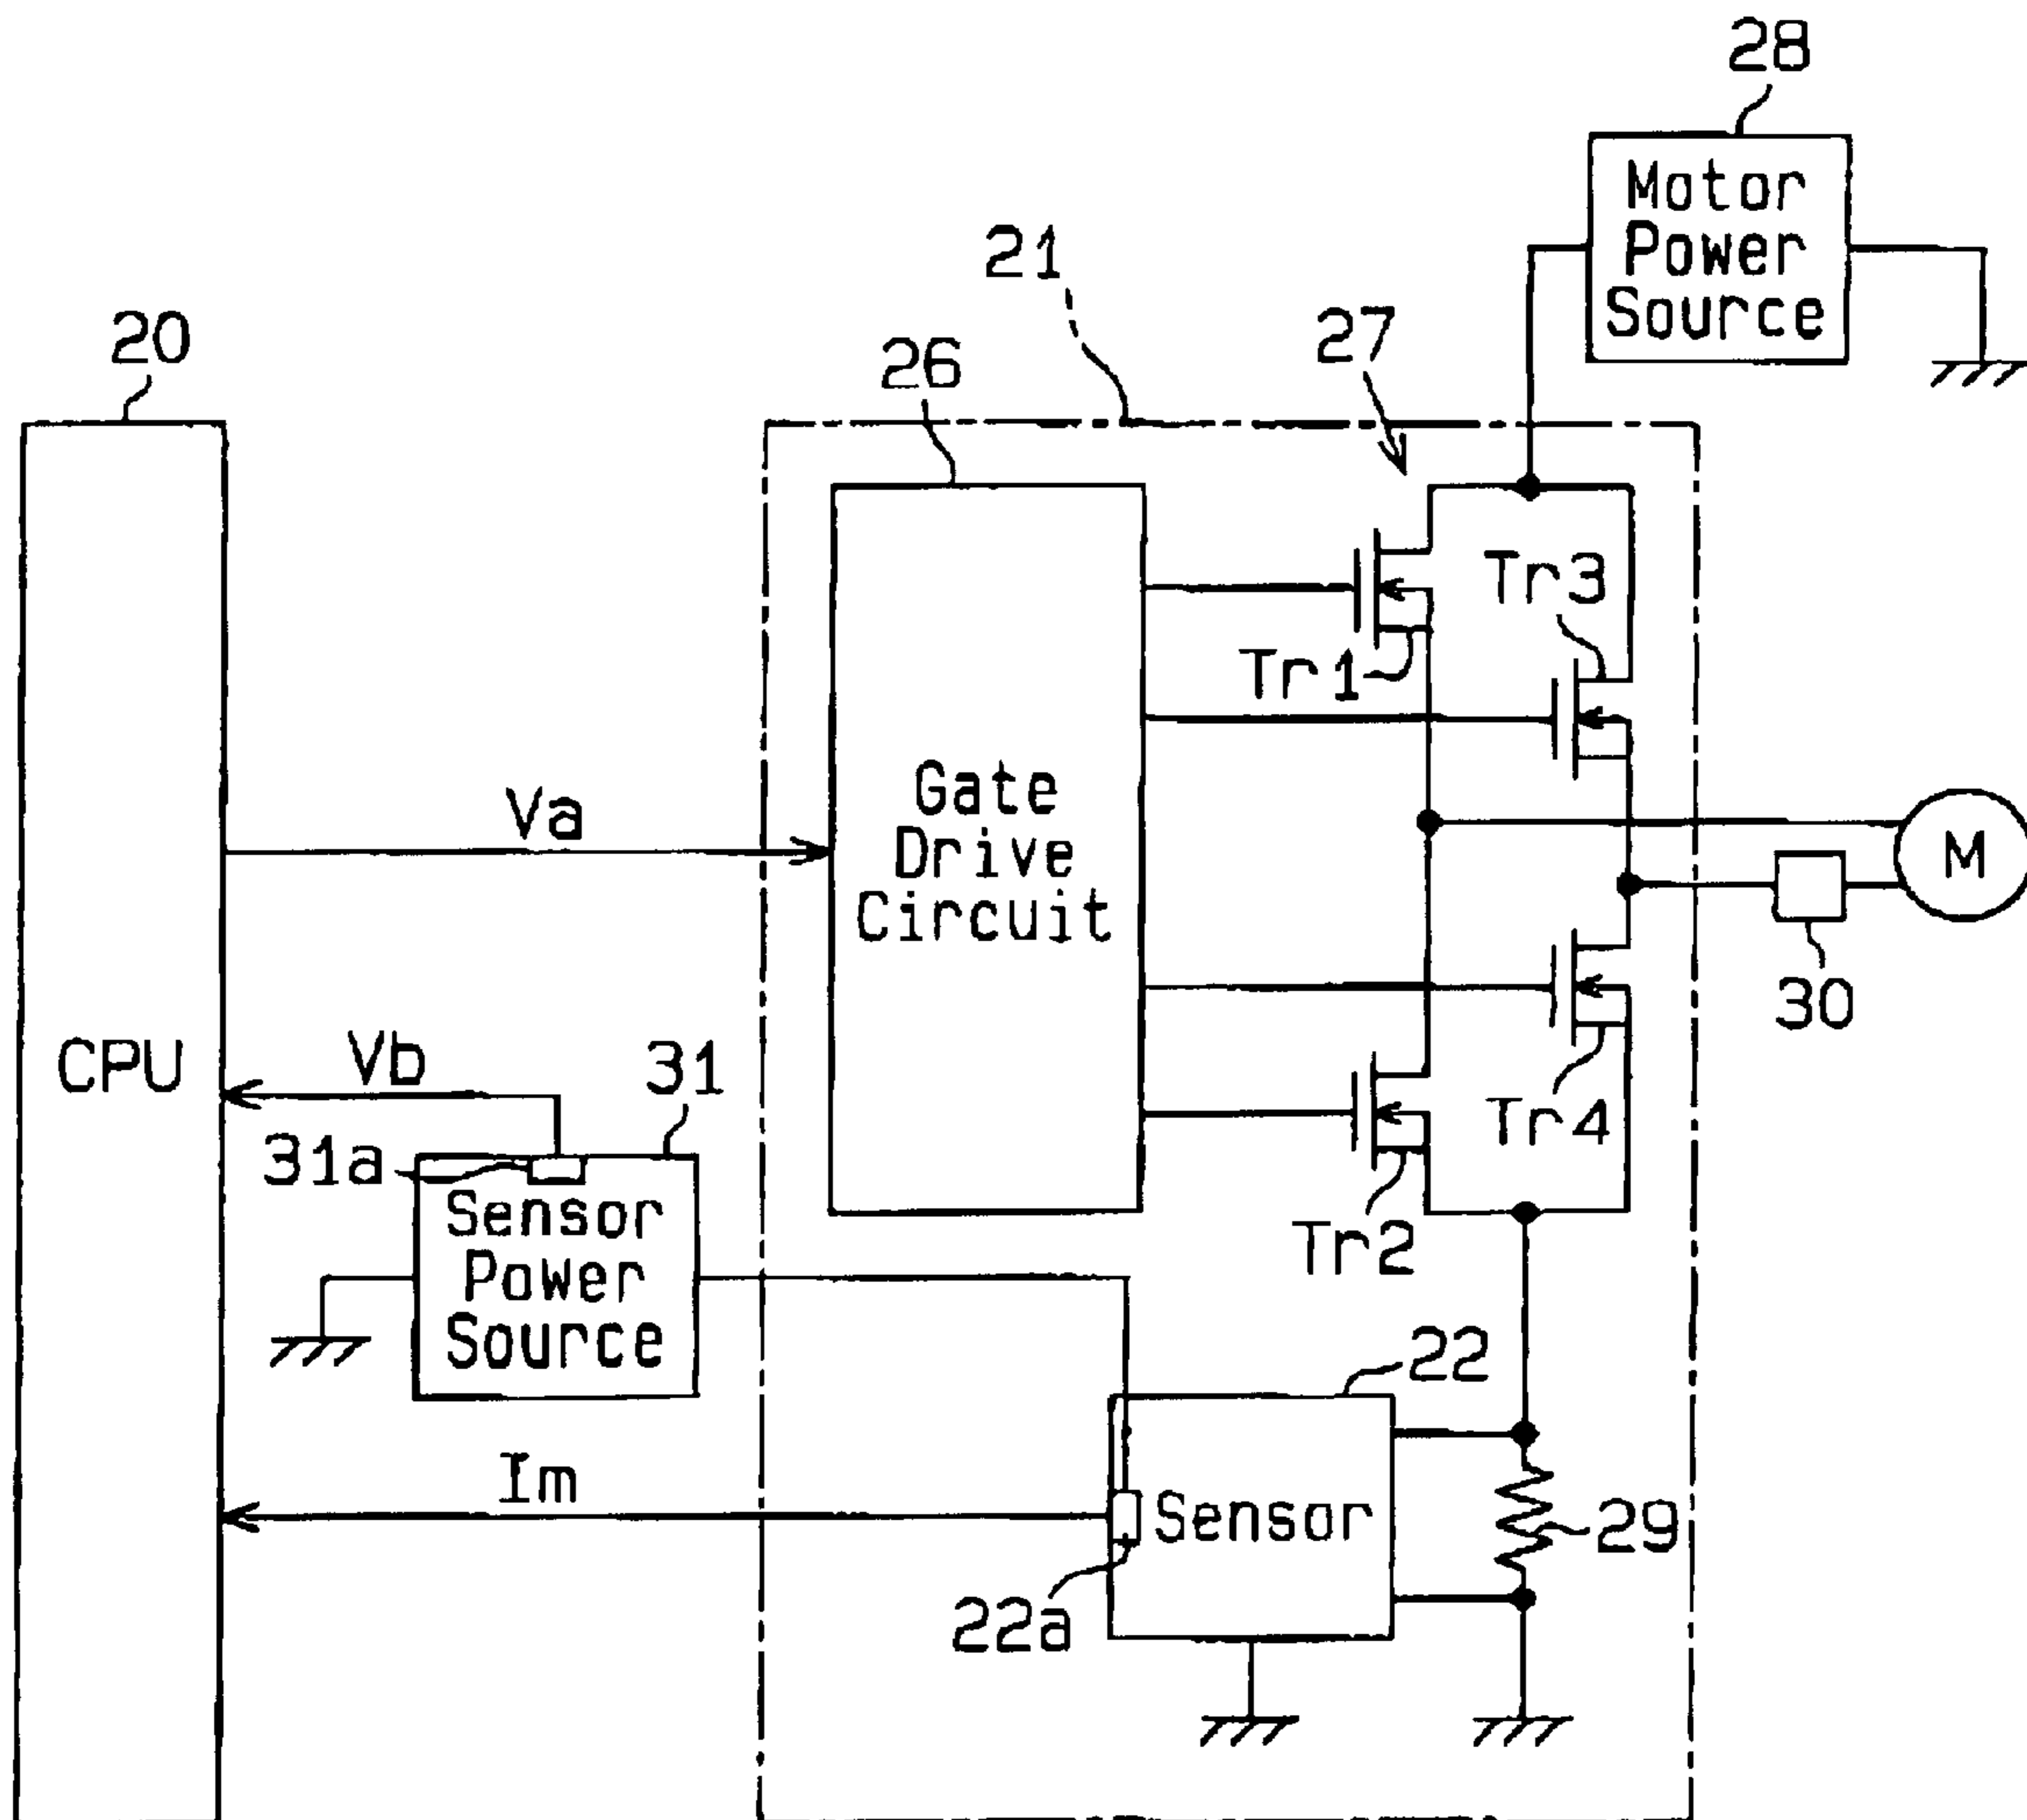 28
Motor
Power
Source
21
27
20
26
Tr3
Tr1
Va
Gate
Drive
Circuit
M
30
CPU
Vb
31
31a
Tr4
Sensor
Power
Source
Tr2
22
Im
Sensor
29
22a